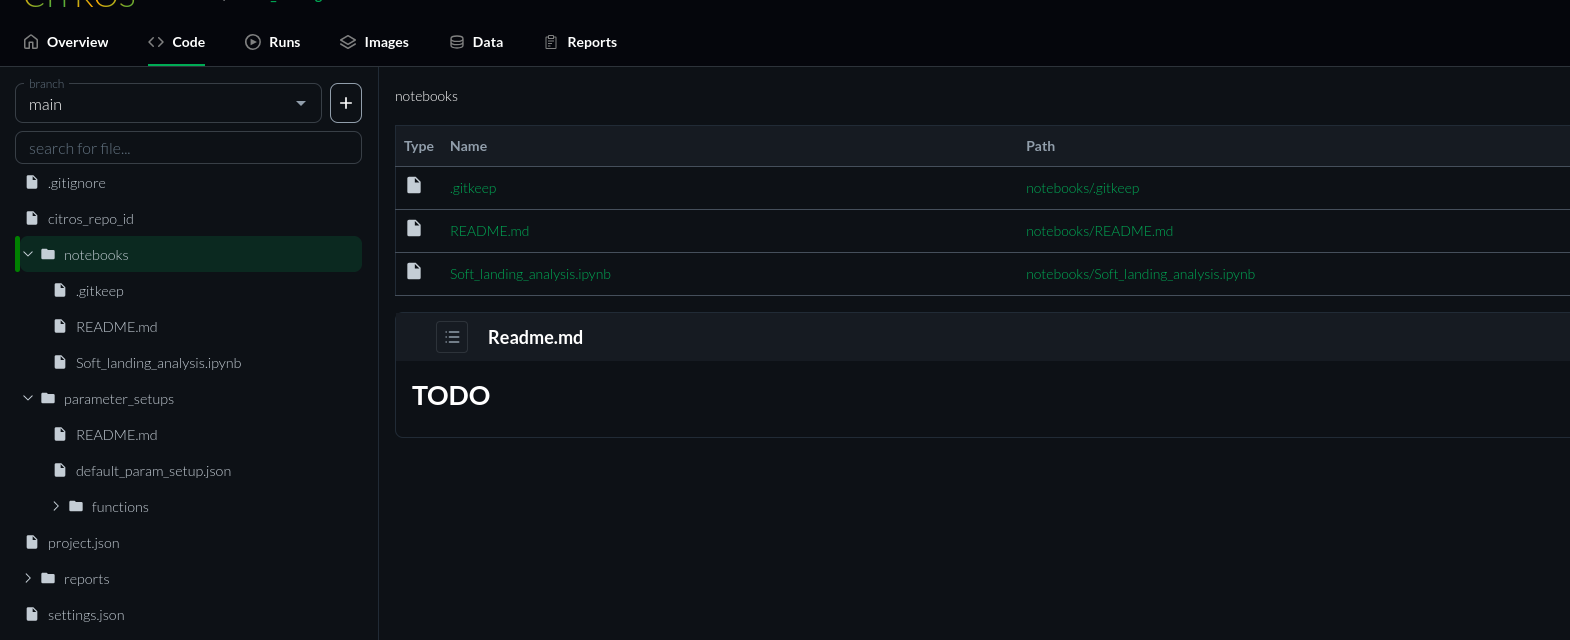 CITROS
Overview
Code
Runs
Images
Data
Reports
branch
main
search for file...
.gitignore
citros_repo_id
notebooks
.gitkeep
README.md
Soft_landing_analysis.ipynb
parameter_setups
README.md
default_param_setup.json
functions
project.json
reports
settings.json
notebooks
Type Name Path
.gitkeep notebooks/.gitkeep
README.md notebooks/README.md
Soft_landing_analysis.ipynb notebooks/Soft_landing_analysis.ipynb
Readme.md
TODO